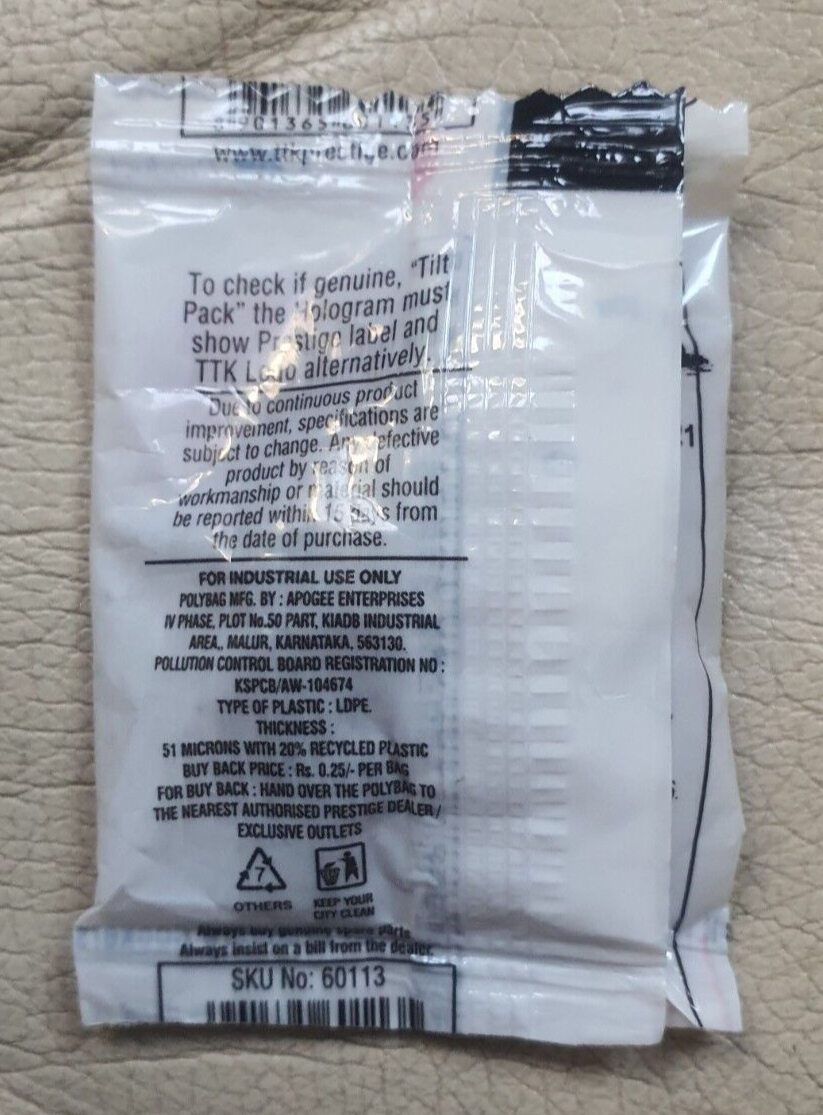 www.ttkprestige.com
To check if genuine, "Tilt
Pack" the Hologram must
show Prestige label and
TTK Logo alternatively.
Due to continuous product
improvement, specifications are
subject to change. Any defective
product by reason of
workmanship or material should
be reported within 15 days from
the date of purchase.
FOR INDUSTRIAL USE ONLY
POLYBAG MFG. BY : APOGEE ENTERPRISES
IV PHASE, PLOT No.50 PART, KIADB INDUSTRIAL
AREA,, MALUR, KARNATAKA, 563130.
POLLUTION CONTROL BOARD REGISTRATION NO :
KSPCB/AW-104674
TYPE OF PLASTIC : LDPE.
THICKNESS :
51 MICRONS WITH 20% RECYCLED PLASTIC
BUY BACK PRICE : Rs. 0.25/- PER BAG
FOR BUY BACK : HAND OVER THE POLYBAG TO
THE NEAREST AUTHORISED PRESTIGE DEALER/
EXCLUSIVE OUTLETS
7
OTHERS
KEEP YOUR
CITY CLEAN
Always buy genuine spare parts
Always insist on a bill from the dealer
SKU No: 60113